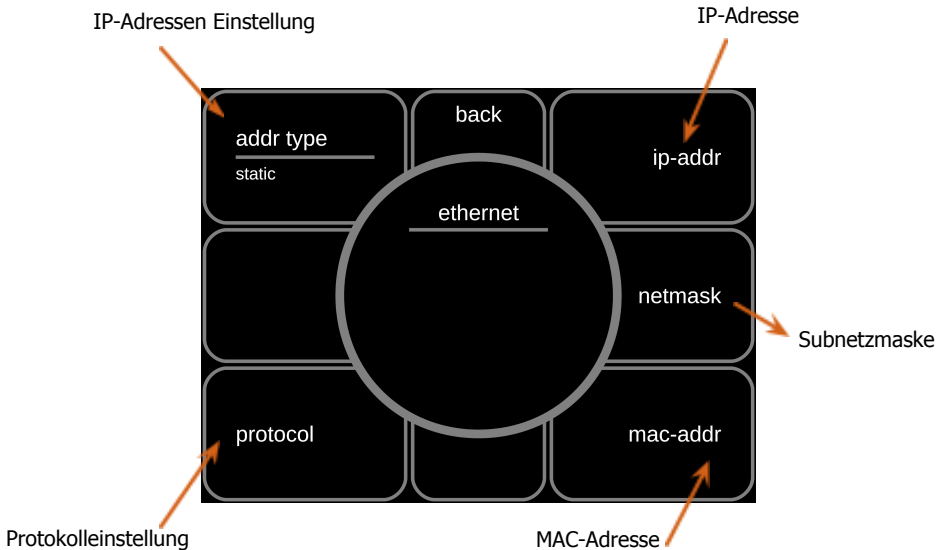 IP-Adressen Einstellung
IP-Adresse
back
addr type
static
ip-addr
ethernet
netmask
Subnetzmaske
protocol
mac-addr
Protokolleinstellung
MAC-Adresse